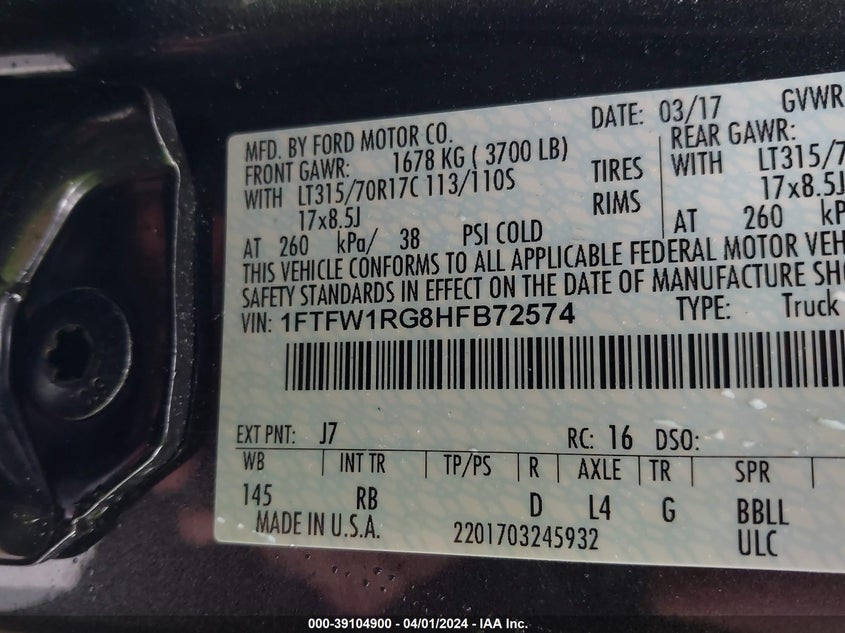 DATE: 03/17 GVWR
MFD. BY FORD MOTOR CO.
FRONT GAWR: 1678 KG ( 3700 LB) REAR GAWR:
WITH LT315/70R17C 113/110S TIRES WITH LT315/7
17x8.5J RIMS 17x8.5J
AT 260 kPa/ 38 PSI COLD AT 260 kP
THIS VEHICLE CONFORMS TO ALL APPLICABLE FEDERAL MOTOR VEH
SAFETY STANDARDS IN EFFECT ON THE DATE OF MANUFACTURE SHO
VIN: 1FTFW1RG8HFB72574 TYPE: Truck
EXT PNT: J7 RC: 16 DSO:
WB INT TR TP/PS R AXLE TR SPR
145 RB D L4 G BBLL
MADE IN U.S.A. 2201703245932 ULC
000-39104900 - 04/01/2024 - IAA Inc.